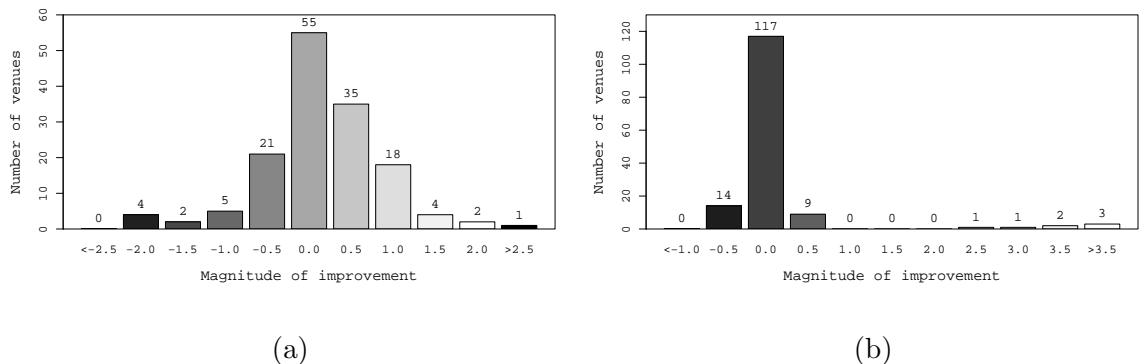 60
50
40
30
20
10
0
Number of venues
0 4 2 5 21 55 35 18 4 2 1
<-2.5 -2.0 -1.5 -1.0 -0.5 0.0 0.5 1.0 1.5 2.0 >2.5
Magnitude of improvement
(a)
120
100
80
60
40
20
0
Number of venues
0 14 117 9 0 0 0 1 1 2 3
<-1.0 -0.5 0.0 0.5 1.0 1.5 2.0 2.5 3.0 3.5 >3.5
Magnitude of improvement
(b)